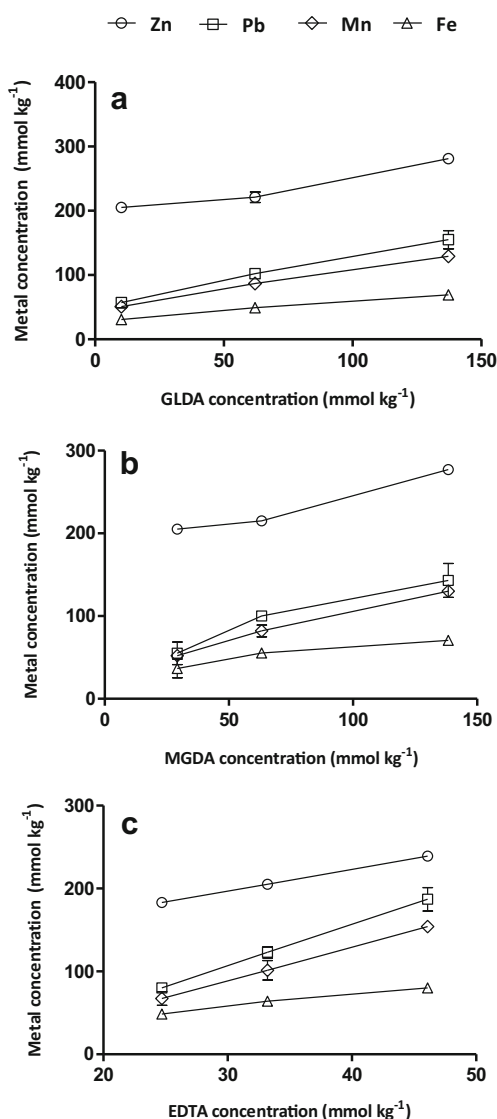 Zn Pb Mn Fe
a
400
300
200
100
0
0 50 100 150
Metal concentration (mmol kg⁻¹)
GLDA concentration (mmol kg⁻¹)
b
300
200
100
0
0 50 100 150
Metal concentration (mmol kg⁻¹)
MGDA concentration (mmol kg⁻¹)
c
300
200
100
0
20 30 40 50
Metal concentration (mmol kg⁻¹)
EDTA concentration (mmol kg⁻¹)